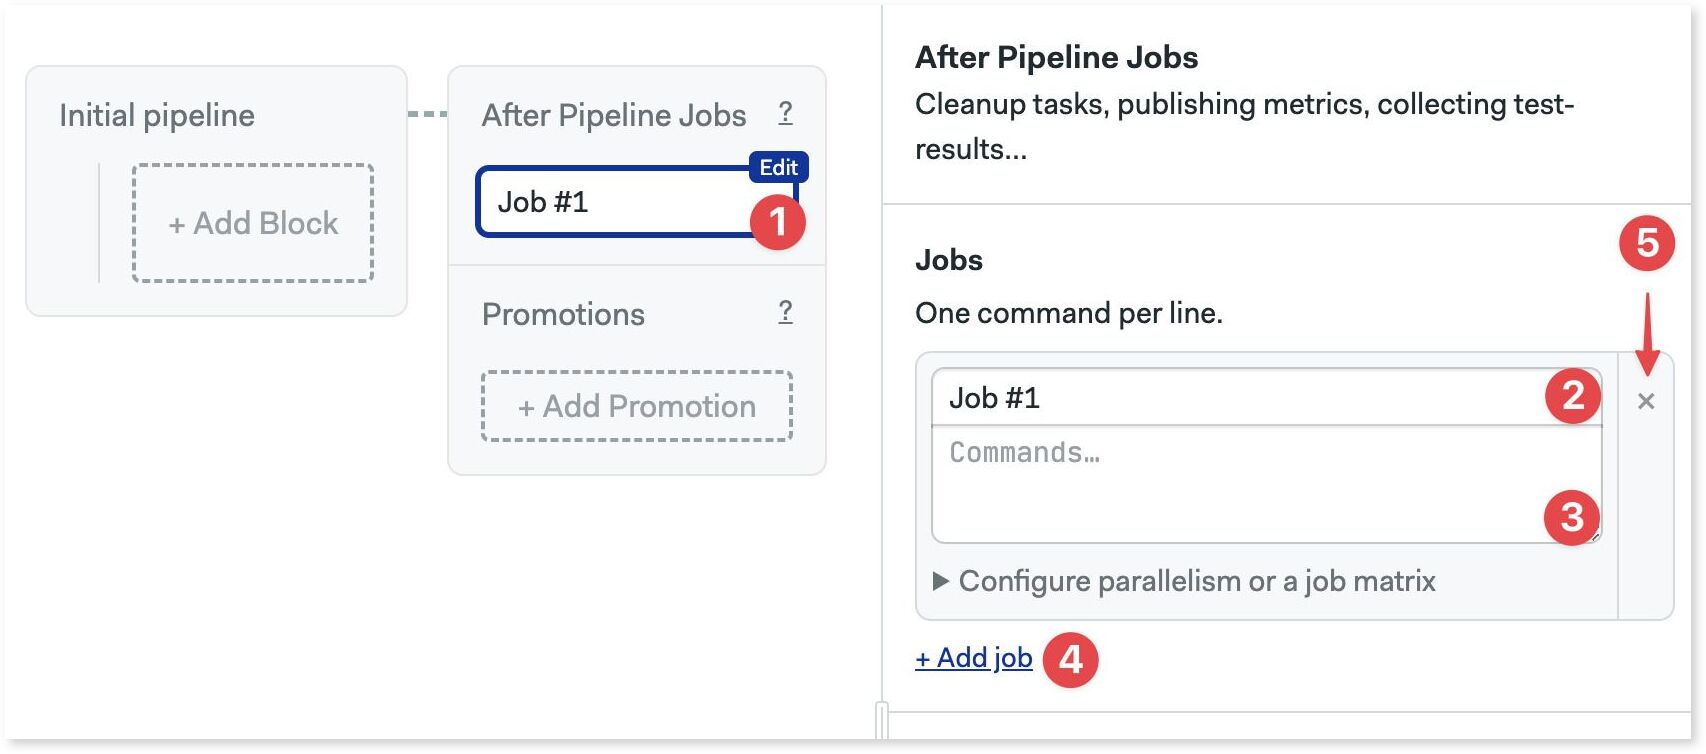 Initial pipeline
+ Add Block
After Pipeline Jobs ?
Edit
Job #1
1
Promotions ?
+ Add Promotion
After Pipeline Jobs
Cleanup tasks, publishing metrics, collecting test-
results...
Jobs
5
One command per line.
Job #1
2
×
Commands…
3
▶ Configure parallelism or a job matrix
+ Add job
4